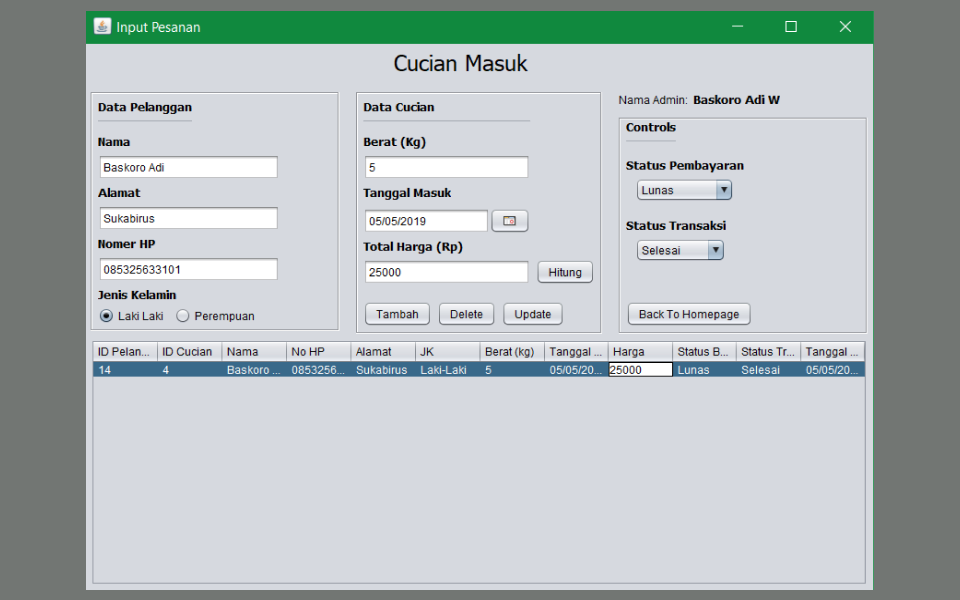 Input Pesanan
Cucian Masuk
Data Pelanggan
Nama
Baskoro Adi
Alamat
Sukabirus
Nomer HP
085325633101
Jenis Kelamin
Laki Laki Perempuan
Data Cucian
Berat (Kg)
5
Tanggal Masuk
05/05/2019
Total Harga (Rp)
25000 Hitung
Tambah Delete Update
Nama Admin: Baskoro Adi W
Controls
Status Pembayaran
Lunas
Status Transaksi
Selesai
Back To Homepage
ID Pelan... ID Cucian Nama No HP Alamat JK Berat (kg) Tanggal ... Harga Status B... Status Tr... Tanggal ...
14 4 Baskoro ... 0853256... Sukabirus Laki-Laki 5 05/05/20... 25000 Lunas Selesai 05/05/20...